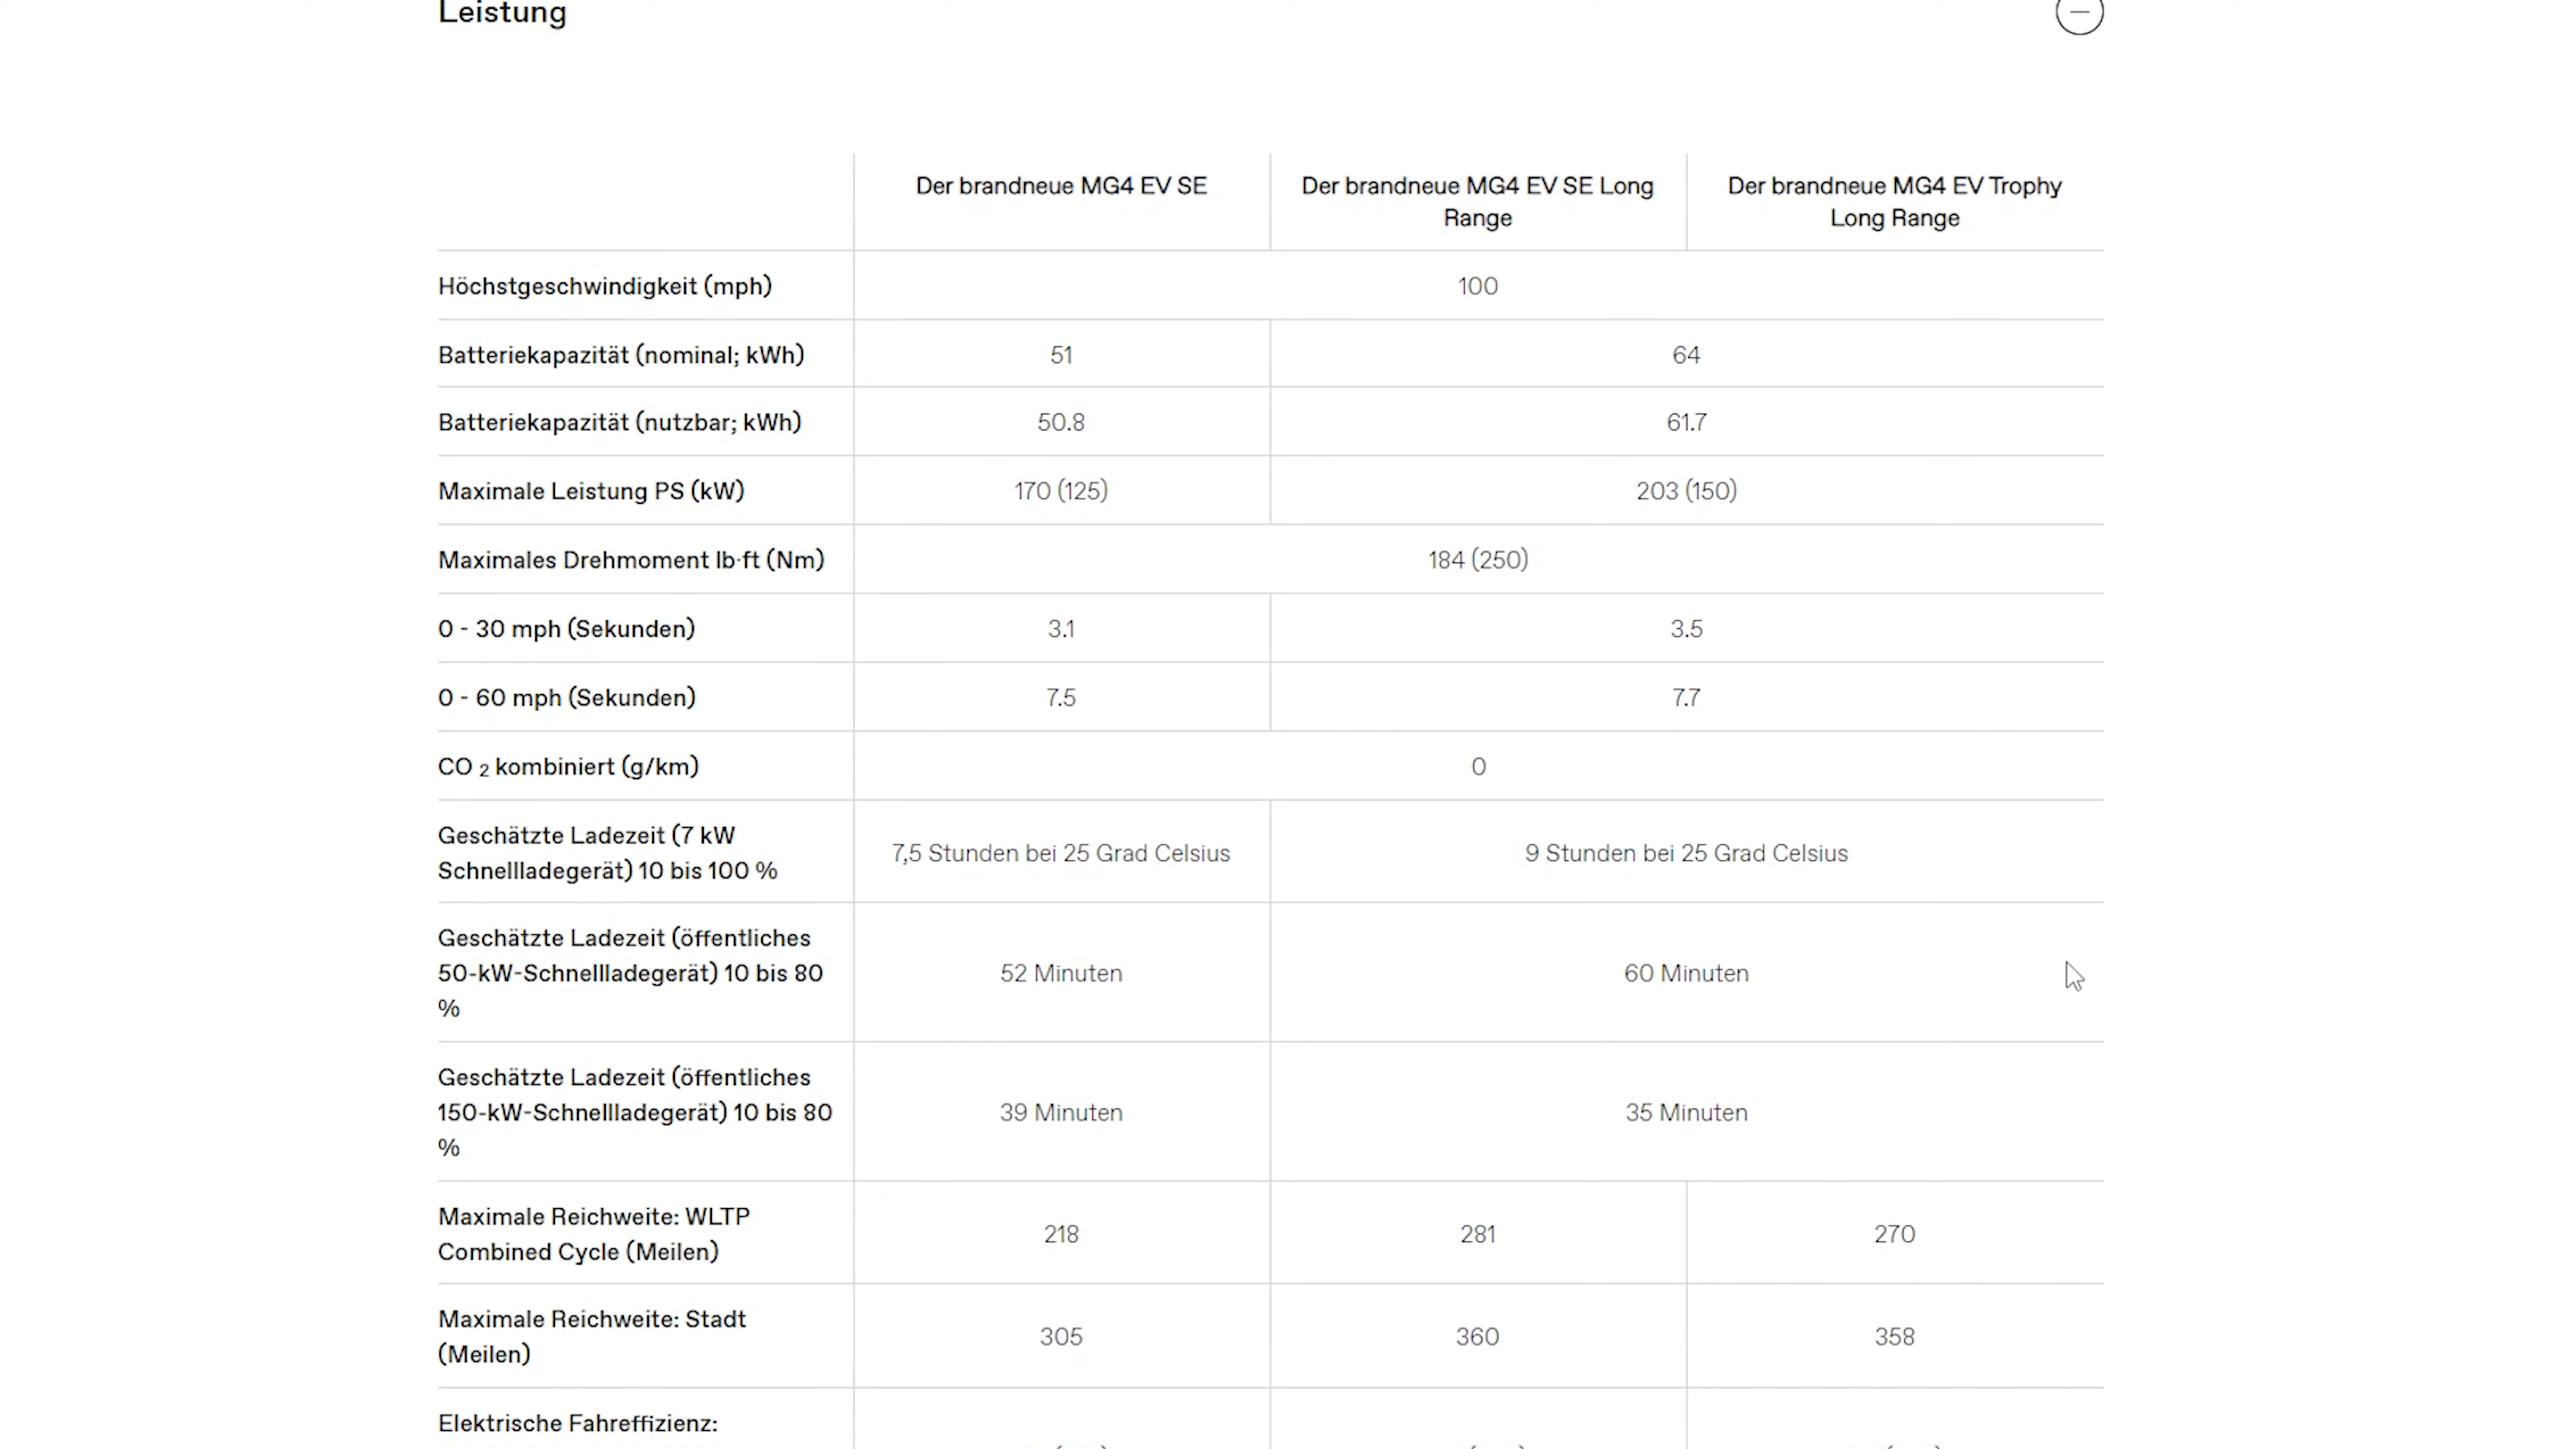 Leistung
Der brandneue MG4 EV SE
Der brandneue MG4 EV SE Long
Range
Der brandneue MG4 EV Trophy
Long Range
Höchstgeschwindigkeit (mph)
100
Batteriekapazität (nominal; kWh)
51
64
Batteriekapazität (nutzbar; kWh)
50.8
61.7
Maximale Leistung PS (kW)
170 (125)
203 (150)
Maximales Drehmoment lb·ft (Nm)
184 (250)
0 - 30 mph (Sekunden)
3.1
3.5
0 - 60 mph (Sekunden)
7.5
7.7
CO 2 kombiniert (g/km)
0
Geschätzte Ladezeit (7 kW
Schnellladegerät) 10 bis 100 %
7,5 Stunden bei 25 Grad Celsius
9 Stunden bei 25 Grad Celsius
Geschätzte Ladezeit (öffentliches
50-kW-Schnellladegerät) 10 bis 80
%
52 Minuten
60 Minuten
Geschätzte Ladezeit (öffentliches
150-kW-Schnellladegerät) 10 bis 80
%
39 Minuten
35 Minuten
Maximale Reichweite: WLTP
Combined Cycle (Meilen)
218
281
270
Maximale Reichweite: Stadt
(Meilen)
305
360
358
Elektrische Fahreffizienz: